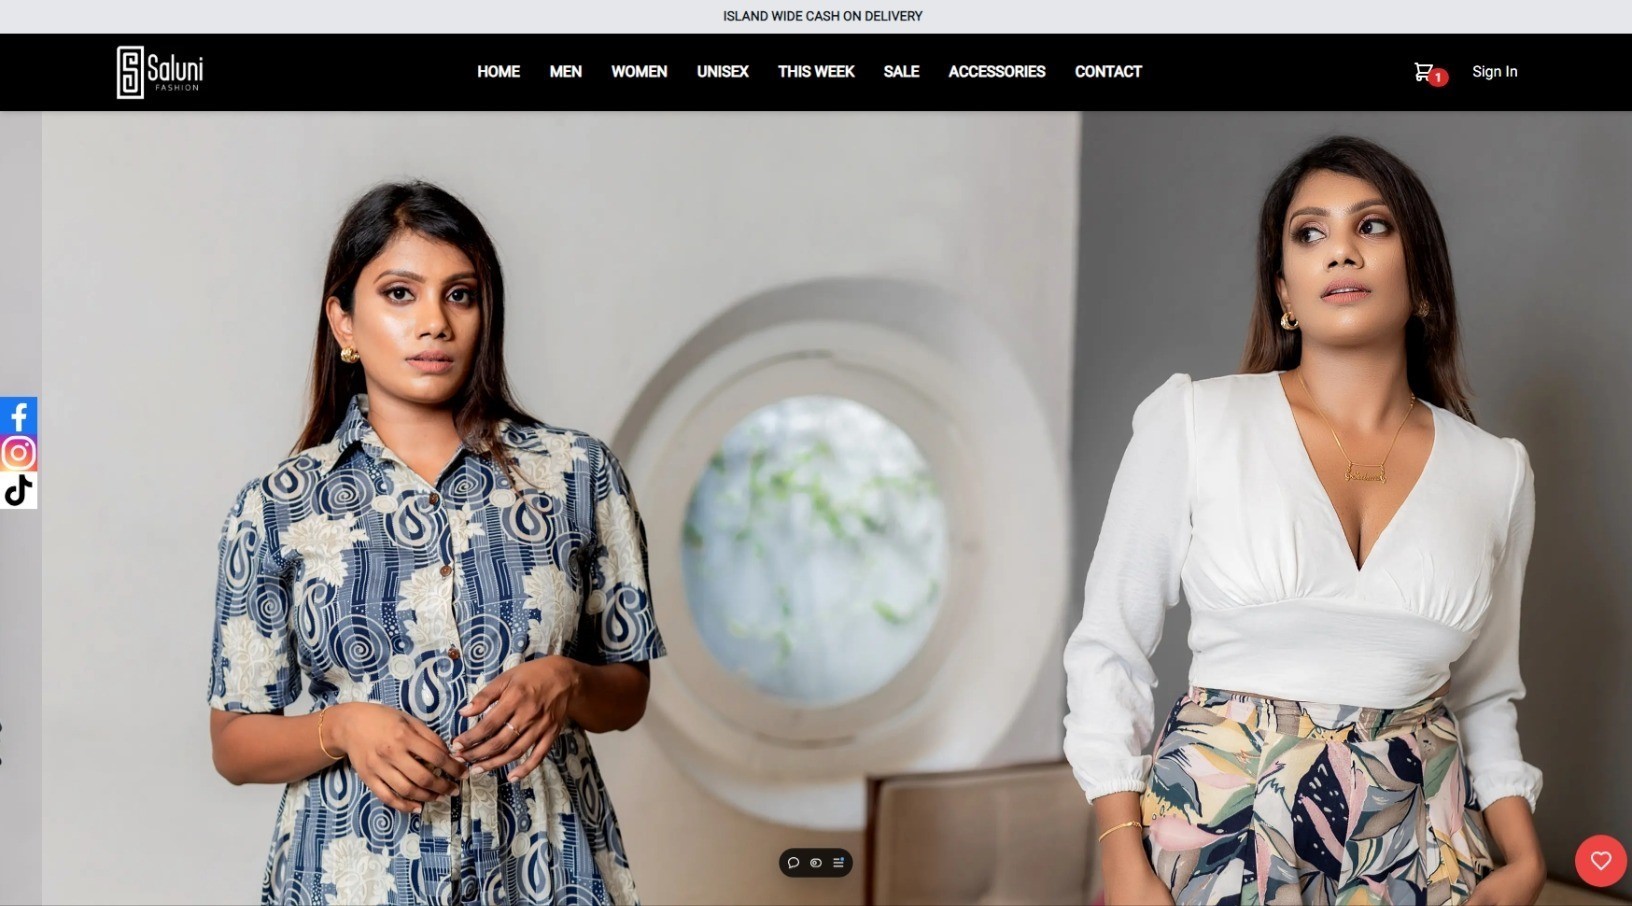 ISLAND WIDE CASH ON DELIVERY
Saluni
FASHION
HOME MEN WOMEN UNISEX THIS WEEK SALE ACCESSORIES CONTACT
1
Sign In